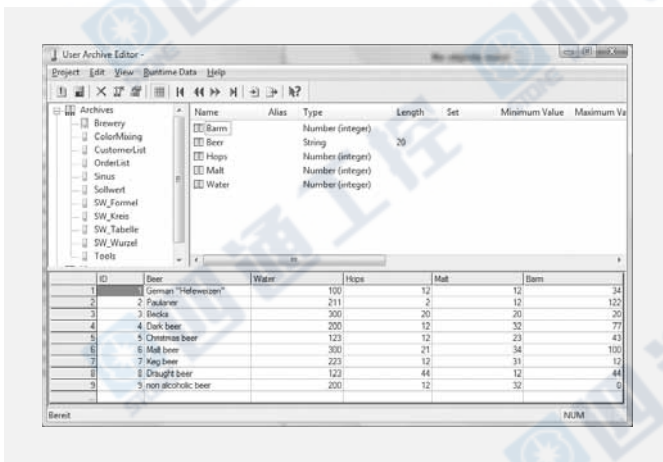 User Archive Editor -
Project Edit View Runtime Data Help
Archives
Brewery
ColorMixing
CustomerList
OrderList
Sinus
Sollwert
SW_Formel
SW_Kreis
SW_Tabelle
SW_Wurzel
Tools
Name Alias Type Length Set Minimum Value Maximum Va
Barm Number (integer)
Beer String 20
Hops Number (integer)
Malt Number (integer)
Water Number (integer)
ID Beer Water Hops Malt Barm
1 1 German "Hefeweizen" 100 12 12 34
2 2 Paulaner 211 2 12 122
3 3 Becks 300 20 20 20
4 4 Dark beer 200 12 32 77
5 5 Christmas beer 123 12 23 43
6 6 Malt beer 300 21 34 100
7 7 Keg beer 223 12 31 12
8 8 Draught beer 123 44 12 44
9 9 non alcoholic beer 200 12 32 0
Bereit NUM